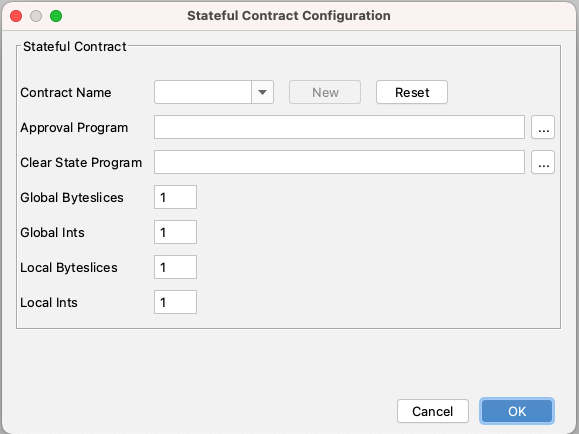 Stateful Contract Configuration
Stateful Contract
Contract Name New Reset
Approval Program ...
Clear State Program ...
Global Byteslices 1
Global Ints 1
Local Byteslices 1
Local Ints 1
Cancel OK